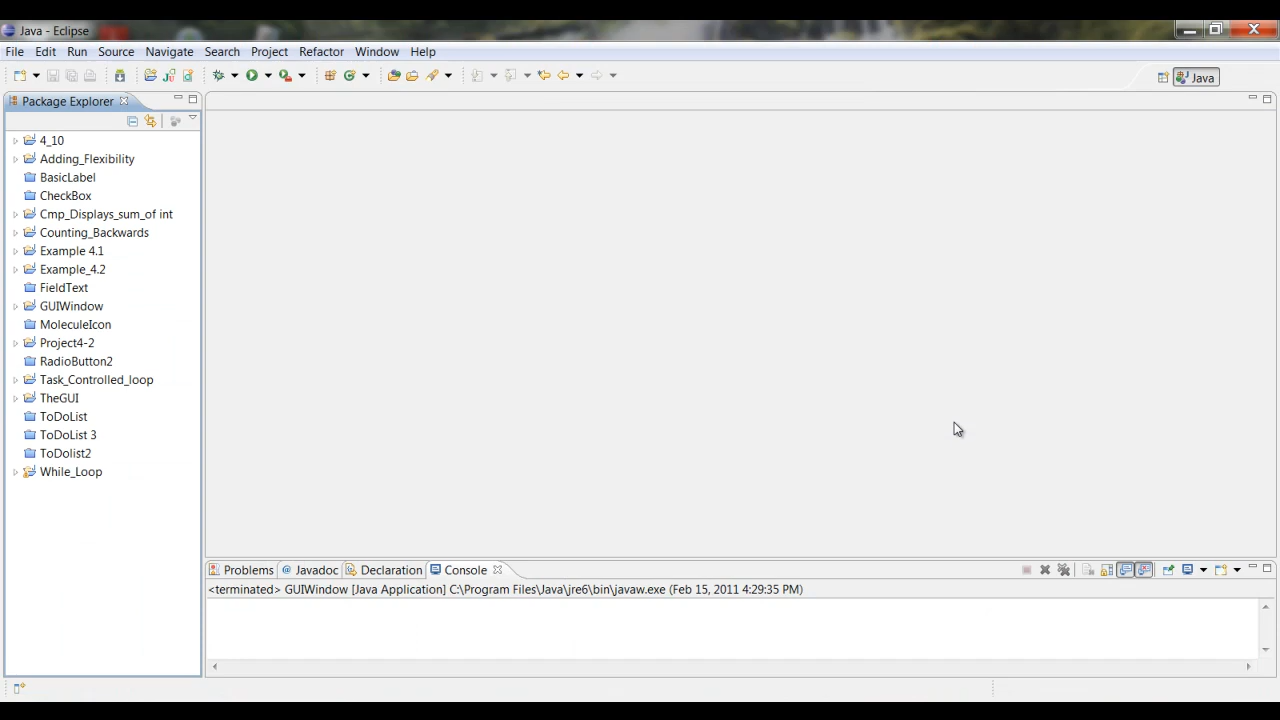 Java - Eclipse
File Edit Run Source Navigate Search Project Refactor Window Help
Java
Package Explorer
4_10
Adding_Flexibility
BasicLabel
CheckBox
Cmp_Displays_sum_of int
Counting_Backwards
Example 4.1
Example_4.2
FieldText
GUIWindow
MoleculeIcon
Project4-2
RadioButton2
Task_Controlled_loop
TheGUI
ToDoList
ToDoList 3
ToDolist2
While_Loop
Problems @ Javadoc Declaration Console
<terminated> GUIWindow [Java Application] C:\Program Files\Java\jre6\bin\javaw.exe (Feb 15, 2011 4:29:35 PM)